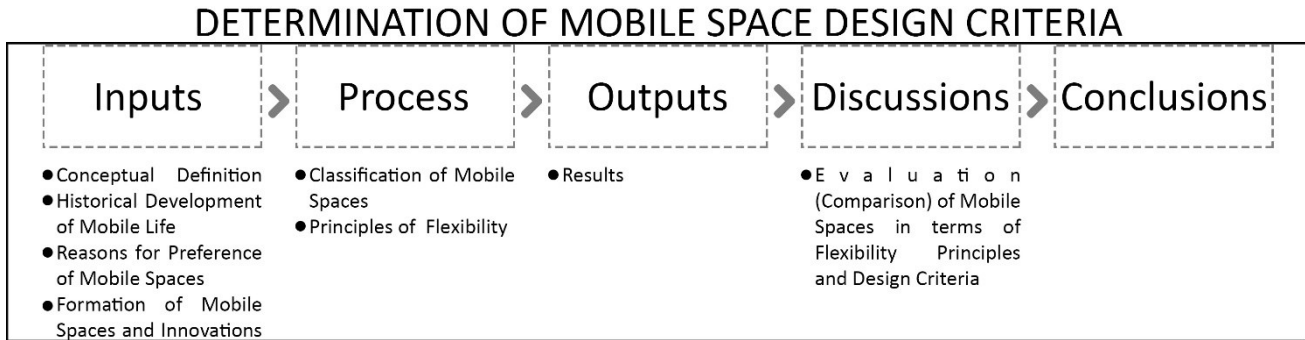 DETERMINATION OF MOBILE SPACE DESIGN CRITERIA
Inputs
Process
Outputs
Discussions
Conclusions
● Conceptual Definition
● Historical Development
of Mobile Life
● Reasons for Preference
of Mobile Spaces
● Formation of Mobile
Spaces and Innovations
● Classification of Mobile
Spaces
● Principles of Flexibility
● Results
● E v a l u a ti o n
(Comparison) of Mobile
Spaces in terms of
Flexibility Principles
and Design Criteria